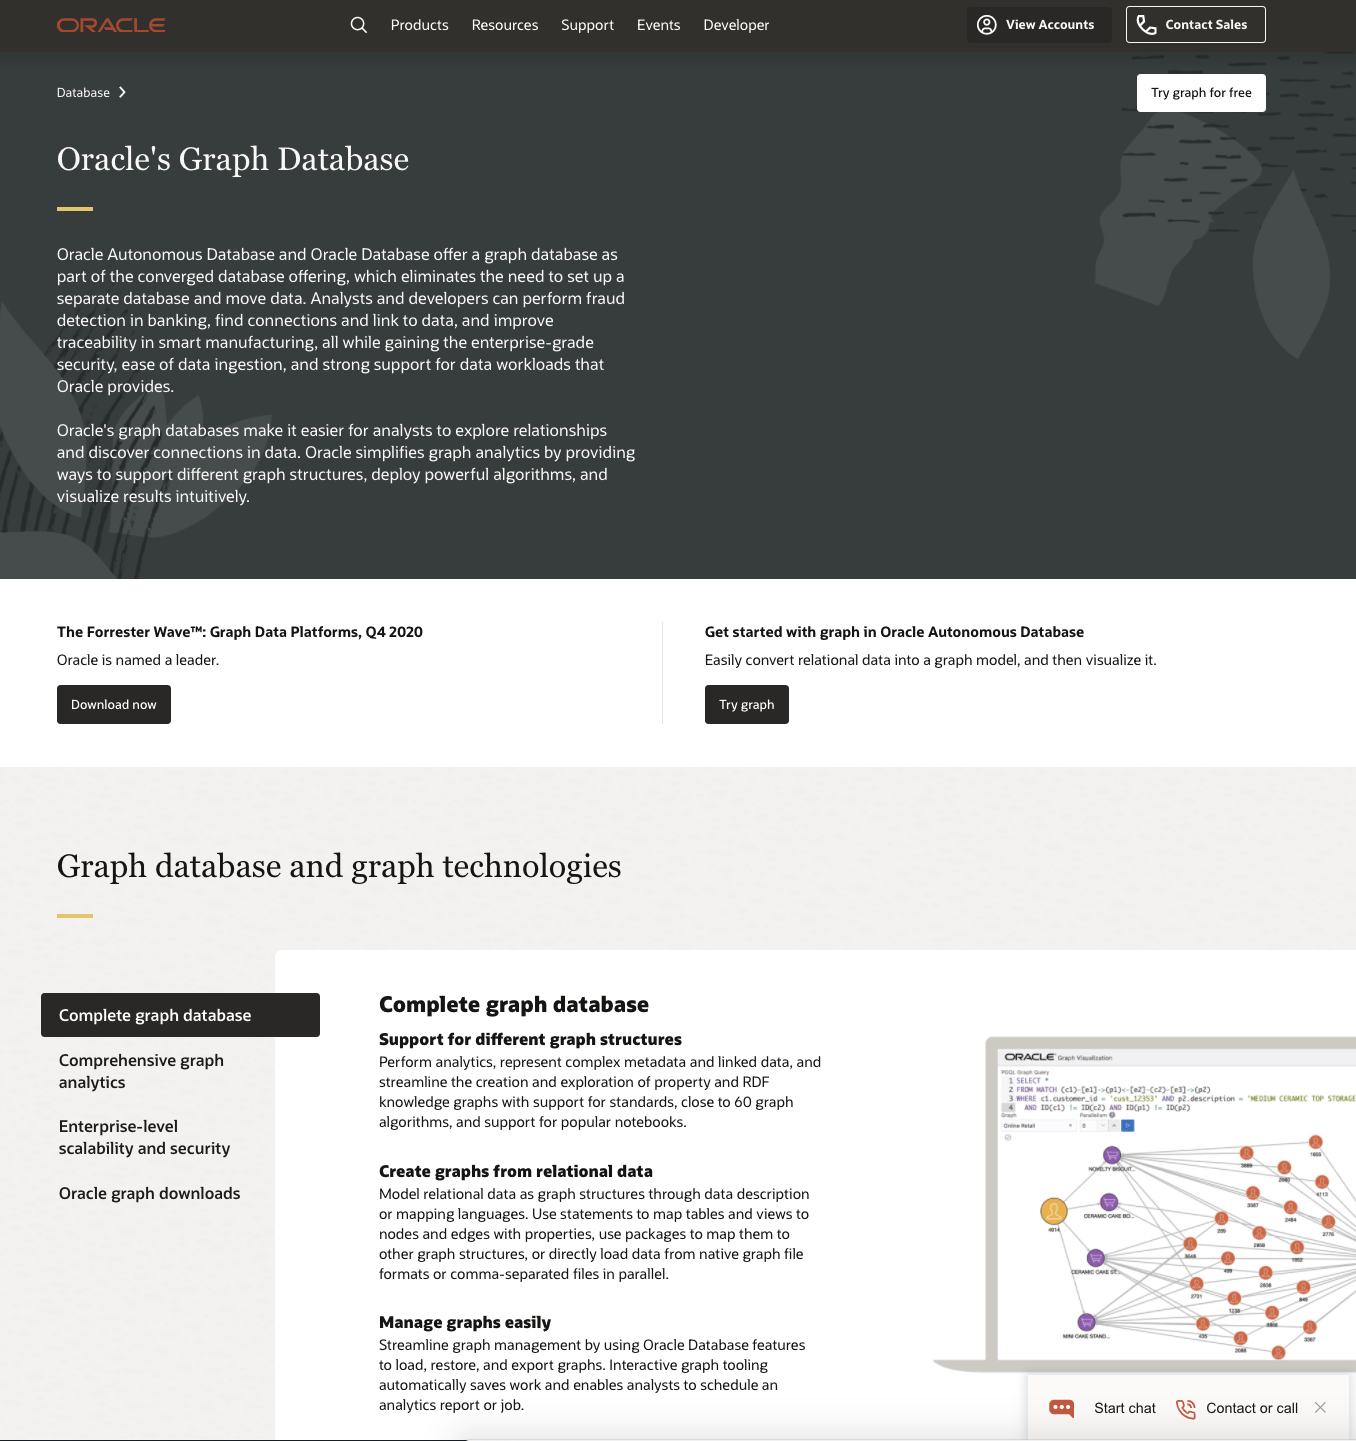 ORACLE
Products Resources Support Events Developer
View Accounts
Contact Sales
Database
Try graph for free
Oracle's Graph Database
Oracle Autonomous Database and Oracle Database offer a graph database as
part of the converged database offering, which eliminates the need to set up a
separate database and move data. Analysts and developers can perform fraud
detection in banking, find connections and link to data, and improve
traceability in smart manufacturing, all while gaining the enterprise-grade
security, ease of data ingestion, and strong support for data workloads that
Oracle provides.
Oracle's graph databases make it easier for analysts to explore relationships
and discover connections in data. Oracle simplifies graph analytics by providing
ways to support different graph structures, deploy powerful algorithms, and
visualize results intuitively.
The Forrester Wave™: Graph Data Platforms, Q4 2020
Oracle is named a leader.
Download now
Get started with graph in Oracle Autonomous Database
Easily convert relational data into a graph model, and then visualize it.
Try graph
Graph database and graph technologies
Complete graph database
Comprehensive graph
analytics
Enterprise-level
scalability and security
Oracle graph downloads
Complete graph database
Support for different graph structures
Perform analytics, represent complex metadata and linked data, and
streamline the creation and exploration of property and RDF
knowledge graphs with support for standards, close to 60 graph
algorithms, and support for popular notebooks.
Create graphs from relational data
Model relational data as graph structures through data description
or mapping languages. Use statements to map tables and views to
nodes and edges with properties, use packages to map them to
other graph structures, or directly load data from native graph file
formats or comma-separated files in parallel.
Manage graphs easily
Streamline graph management by using Oracle Database features
to load, restore, and export graphs. Interactive graph tooling
automatically saves work and enables analysts to schedule an
analytics report or job.
ORACLE Graph Visualization
PGQL Graph Query
1 SELECT *
2 FROM MATCH (c1)-[e1]->(p1)<-[e2]-(c2)-[e3]->(p2)
3 WHERE c1.customer_id = 'cust_12353' AND p2.description = 'MEDIUM CERAMIC TOP STORAGE
4 AND ID(c1) != ID(c2) AND ID(p1) != ID(p2)
Graph
Parallelism
Online Retail
0
NOVELTY BISCUIT...
CERAMIC CAKE BO...
CERAMIC CAKE ST...
MINI CAKE STAND...
4014
1655
4113
3387
2484
2776
289
2731
1238
435
3387
Start chat
Contact or call